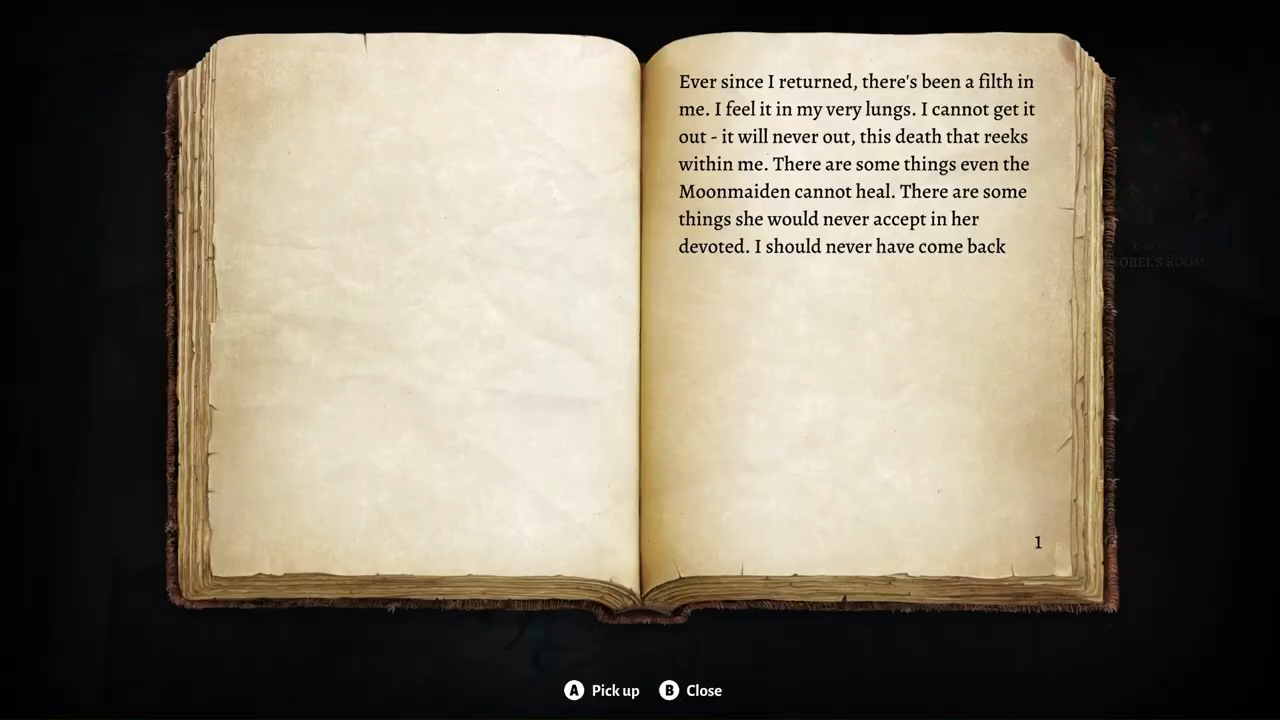 Ever since I returned, there's been a filth in
me. I feel it in my very lungs. I cannot get it
out - it will never out, this death that reeks
within me. There are some things even the
Moonmaiden cannot heal. There are some
things she would never accept in her
devoted. I should never have come back
OBEL'S ROOM
1
A Pick up B Close